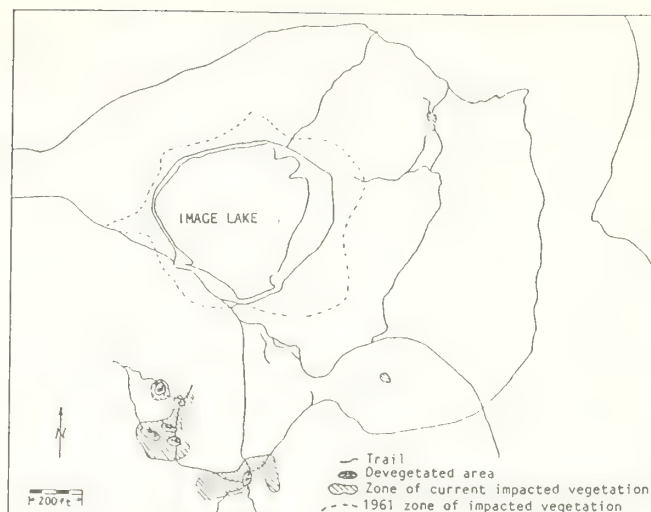 IMAGE LAKE
N
200 ft
Trail
Devegetated area
Zone of current impacted vegetation
1961 zone of impacted vegetation